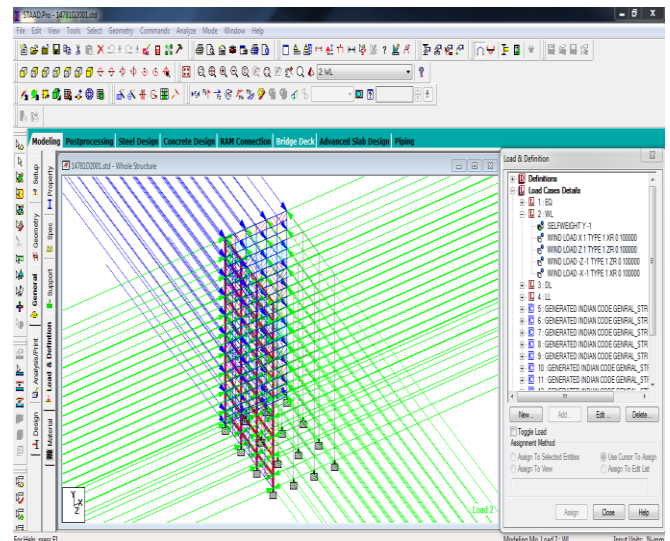 STAAD.Pro - 14781D2001.std
File Edit View Tools Select Geometry Commands Analyze Mode Window Help
2 WL
Modeling Postprocessing Steel Design Concrete Design RAM Connection Bridge Deck Advanced Slab Design Piping
14781D2001.std - Whole Structure
Setup
Geometry
General
Analysis/Print
Design
Property
Spec
Support
Load & Definition
Material
Y
X
Z
Load 2
Load & Definition
Definitions
Load Cases Details
1 : EQ
2 : WL
SELFWEIGHT Y -1
WIND LOAD X 1 TYPE 1 XR 0 100000
WIND LOAD Z 1 TYPE 1 ZR 0 100000
WIND LOAD -Z -1 TYPE 1 ZR 0 100000
WIND LOAD -X -1 TYPE 1 XR 0 100000
3 : DL
4 : LL
5 : GENERATED INDIAN CODE GENRAL_STR
6 : GENERATED INDIAN CODE GENRAL_STR
7 : GENERATED INDIAN CODE GENRAL_STR
8 : GENERATED INDIAN CODE GENRAL_STR
9 : GENERATED INDIAN CODE GENRAL_STR
10 : GENERATED INDIAN CODE GENRAL_STR
11 : GENERATED INDIAN CODE GENRAL_STR
New... Add... Edit... Delete...
Toggle Load
Assignment Method
Assign To Selected Entities Use Cursor To Assign
Assign To View Assign To Edit List
Assign Close Help
For Help, press F1 Modeling Mo Load 2 : WL Input Units: